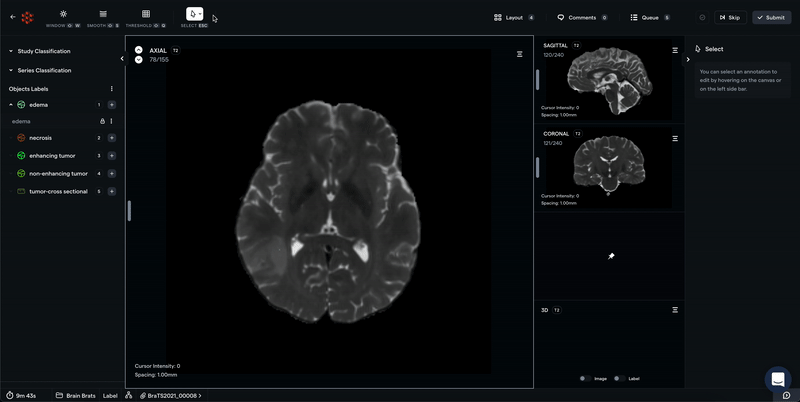 Layout 4
Comments 0
Queue 5
Skip
Submit
WINDOW W
SMOOTH S
THRESHOLD G
SELECT ESC
Study Classification
Series Classification
Objects Labels
edema 1
edema
necrosis 2
enhancing tumor 3
non-enhancing tumor 4
tumor-cross sectional 5
AXIAL T2
78/155
Cursor Intensity: 0
Spacing: 1.00mm
SAGITTAL T2
120/240
Cursor Intensity: 0
Spacing: 1.00mm
CORONAL T2
121/240
Cursor Intensity: 0
Spacing: 1.00mm
3D T2
Image
Label
Select
You can select an annotation to
edit by hovering on the canvas or
on the left side bar.
9m 43s
Brain Brats
Label
BraTS2021_00008